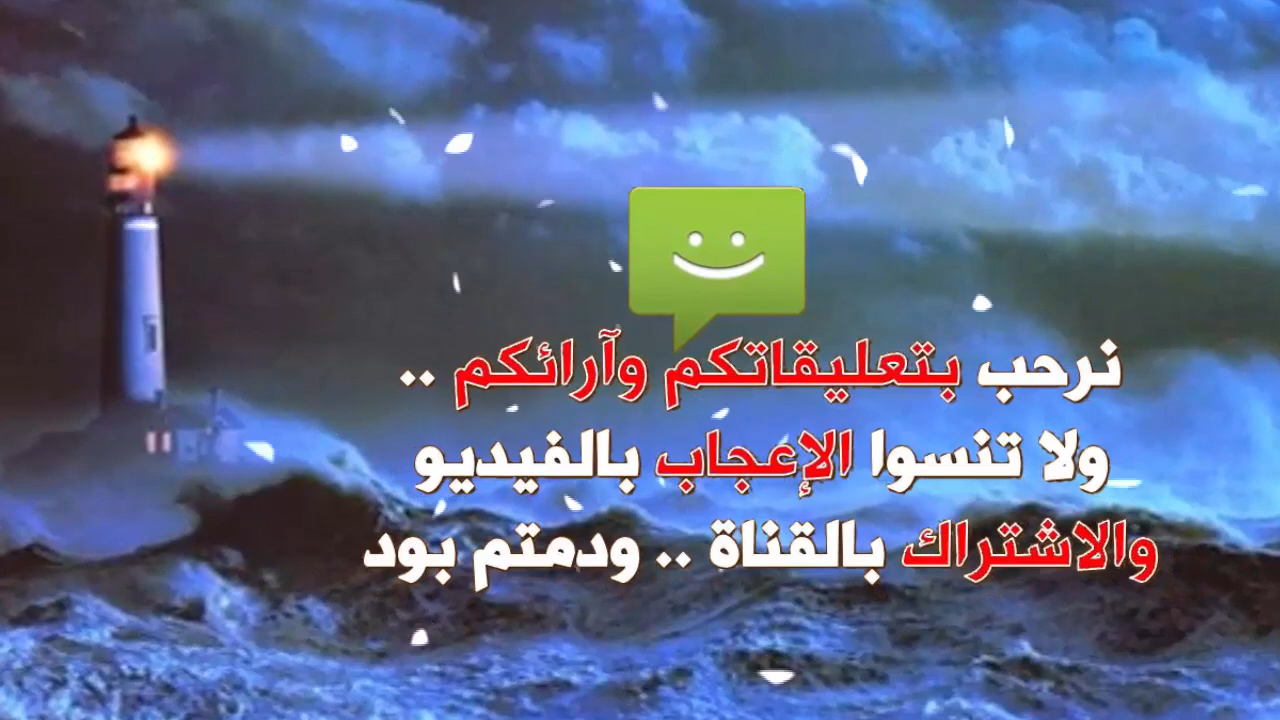 نرحب بتعليقاتكم وآرائكم ..
ولا تنسوا الإعجاب بالفيديو
والاشتراك بالقناة .. ودمتم بود